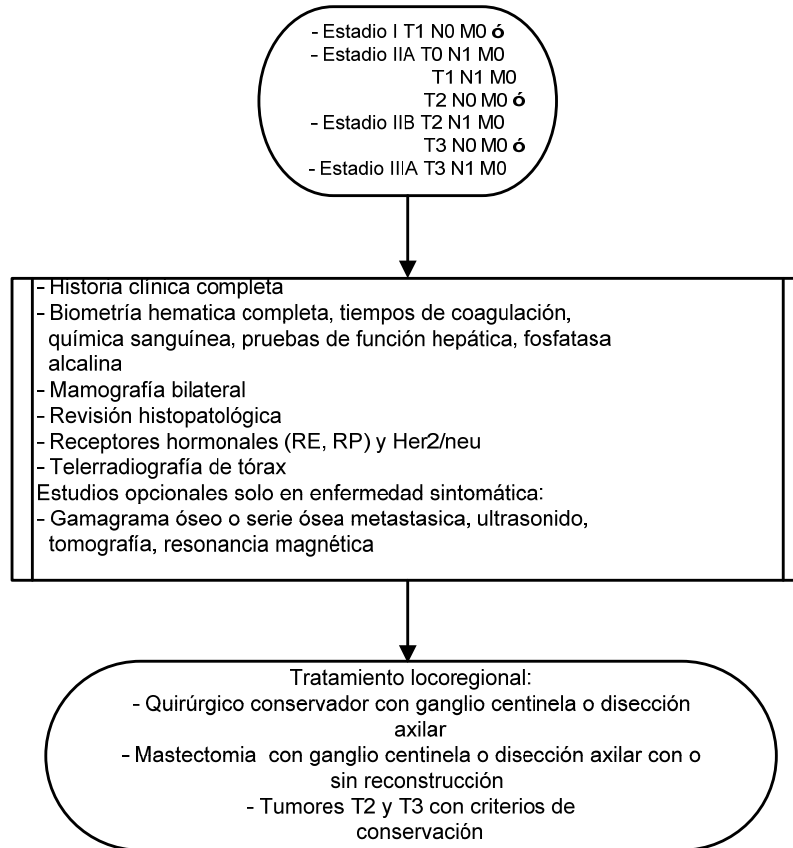 - Estadio I T1 N0 M0 ó
- Estadio IIA T0 N1 M0
T1 N1 M0
T2 N0 M0 ó
- Estadio IIB T2 N1 M0
T3 N0 M0 ó
- Estadio IIIA T3 N1 M0
- Historia clínica completa
- Biometría hematica completa, tiempos de coagulación,
química sanguínea, pruebas de función hepática, fosfatasa
alcalina
- Mamografía bilateral
- Revisión histopatológica
- Receptores hormonales (RE, RP) y Her2/neu
- Telerradiografía de tórax
Estudios opcionales solo en enfermedad sintomática:
- Gamagrama óseo o serie ósea metastasica, ultrasonido,
tomografía, resonancia magnética
Tratamiento locoregional:
- Quirúrgico conservador con ganglio centinela o disección
axilar
- Mastectomia con ganglio centinela o disección axilar con o
sin reconstrucción
- Tumores T2 y T3 con criterios de
conservación